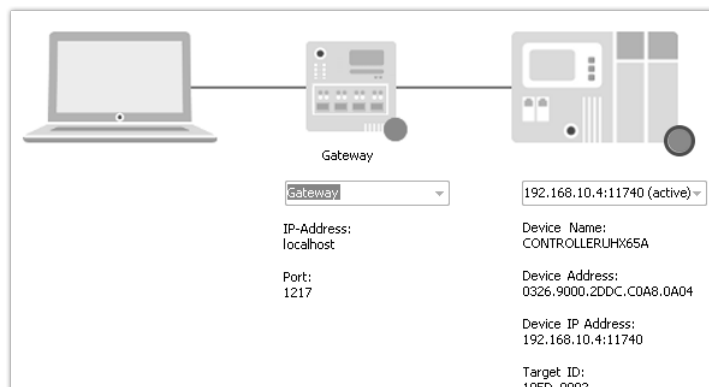 Gateway
Gateway
192.168.10.4:11740 (active)
IP-Address:
localhost
Port:
1217
Device Name:
CONTROLLERUHX65A
Device Address:
0326.9000.2DDC.C0A8.0A04
Device IP Address:
192.168.10.4:11740
Target ID: